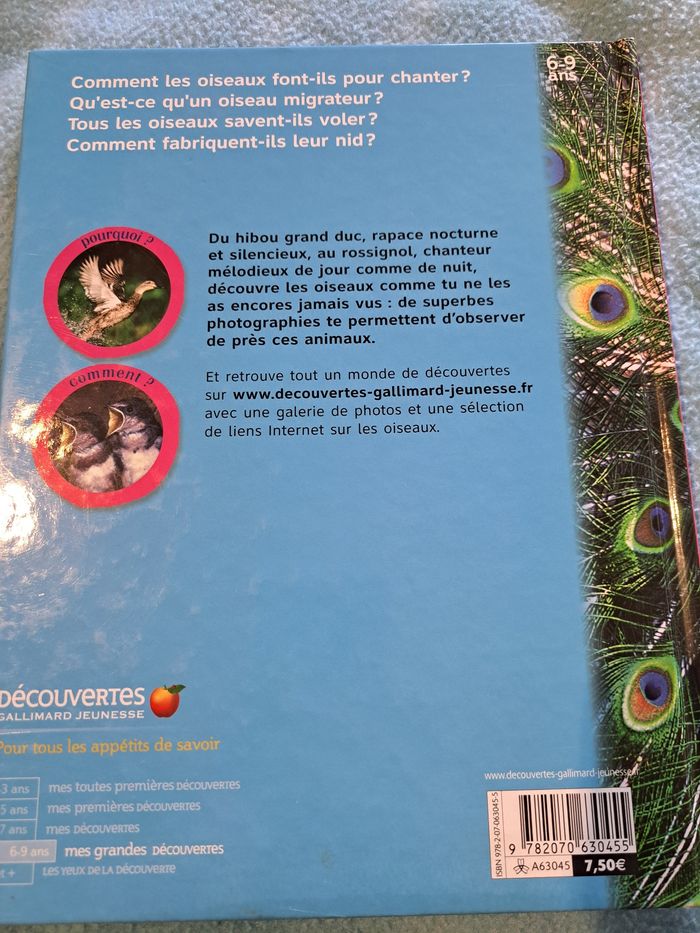 Comment les oiseaux font-ils pour chanter ?
Qu'est-ce qu'un oiseau migrateur ?
Tous les oiseaux savent-ils voler ?
Comment fabriquent-ils leur nid ?
6-9
ans
pourquoi ?
Du hibou grand duc, rapace nocturne
et silencieux, au rossignol, chanteur
mélodieux de jour comme de nuit,
découvre les oiseaux comme tu ne les
as encores jamais vus : de superbes
photographies te permettent d'observer
de près ces animaux.
comment ?
Et retrouve tout un monde de découvertes
sur www.decouvertes-gallimard-jeunesse.fr
avec une galerie de photos et une sélection
de liens Internet sur les oiseaux.
DÉCOUVERTES
GALLIMARD JEUNESSE
Pour tous les appétits de savoir
3 ans mes toutes premières DÉCOUVERTES
5 ans mes premières DÉCOUVERTES
7 ans mes DÉCOUVERTES
6-9 ans mes grandes DÉCOUVERTES
et + LES YEUX DE LA DÉCOUVERTE
www.decouvertes-gallimard-jeunesse.fr
ISBN 978-2-07-063045-5
9 782070 630455
A63045 7,50€